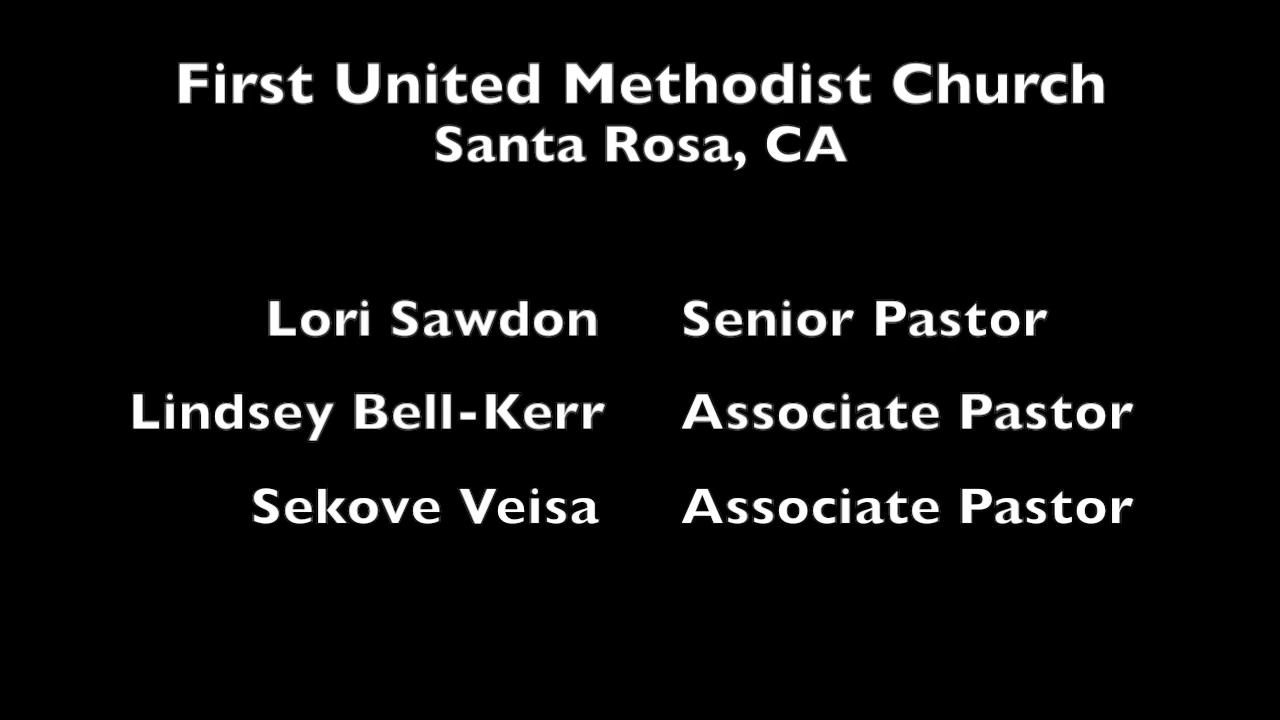 First United Methodist Church
Santa Rosa, CA
Lori Sawdon Senior Pastor
Lindsey Bell-Kerr Associate Pastor
Sekove Veisa Associate Pastor